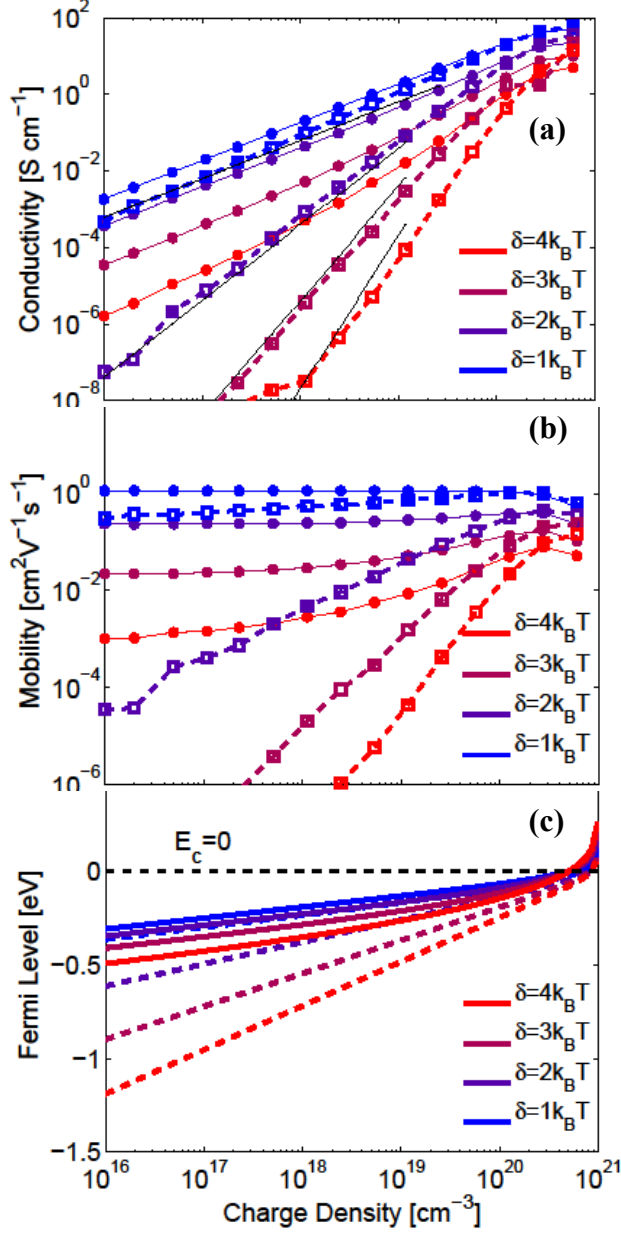 10^2
10^0
10^-2
10^-4
10^-6
10^-8
Conductivity [S cm^-1]
(a)
δ=4k_BT
δ=3k_BT
δ=2k_BT
δ=1k_BT
(b)
10^0
10^-2
10^-4
10^-6
Mobility [cm^2V^-1s^-1]
δ=4k_BT
δ=3k_BT
δ=2k_BT
δ=1k_BT
(c)
E_c=0
0
−0.5
−1
−1.5
Fermi Level [eV]
δ=4k_BT
δ=3k_BT
δ=2k_BT
δ=1k_BT
10^16 10^17 10^18 10^19 10^20 10^21
Charge Density [cm^-3]